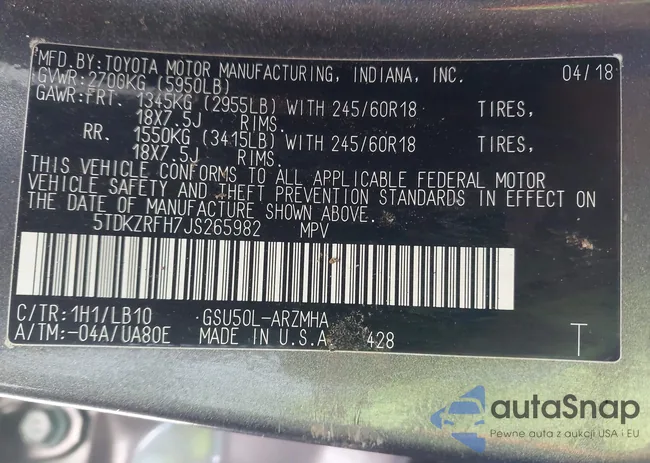 MFD.BY:TOYOTA MOTOR MANUFACTURING, INDIANA, INC. 04/18
GVWR:2700KG (5950LB)
GAWR:FRT. 1345KG (2955LB) WITH 245/60R18 TIRES,
18X7.5J RIMS.
RR. 1550KG (3415LB) WITH 245/60R18 TIRES,
18X7.5J RIMS.
THIS VEHICLE CONFORMS TO ALL APPLICABLE FEDERAL MOTOR
VEHICLE SAFETY AND THEFT PREVENTION STANDARDS IN EFFECT ON
THE DATE OF MANUFACTURE SHOWN ABOVE.
5TDKZRFH7JS265982 MPV
C/TR:1H1/LB10 GSU50L-ARZMHA
A/TM:-04A/UA80E MADE IN U.S.A 428 T
autoSnap
Pewne auta z aukcji USA i EU